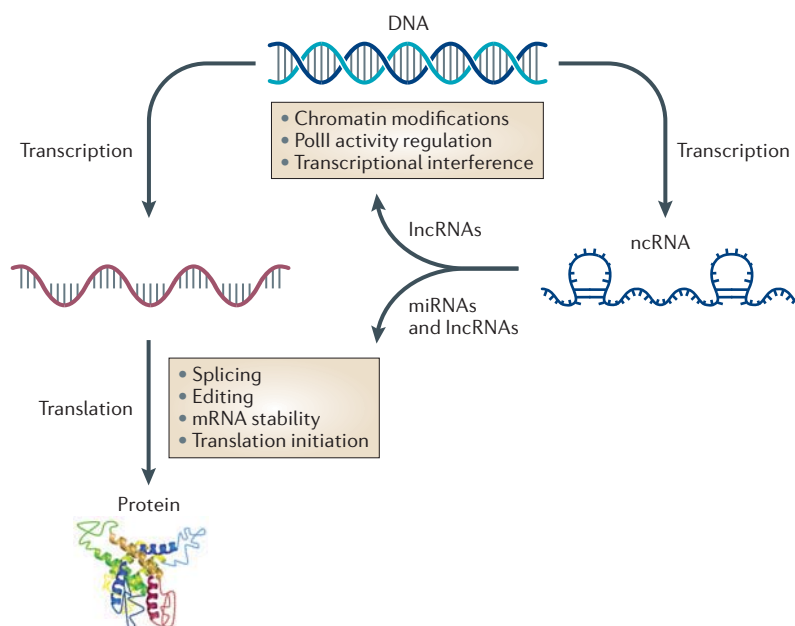 DNA
• Chromatin modifications
• PolII activity regulation
• Transcriptional interference
Transcription
Transcription
lncRNAs
ncRNA
miRNAs
and lncRNAs
• Splicing
• Editing
• mRNA stability
• Translation initiation
Translation
Protein